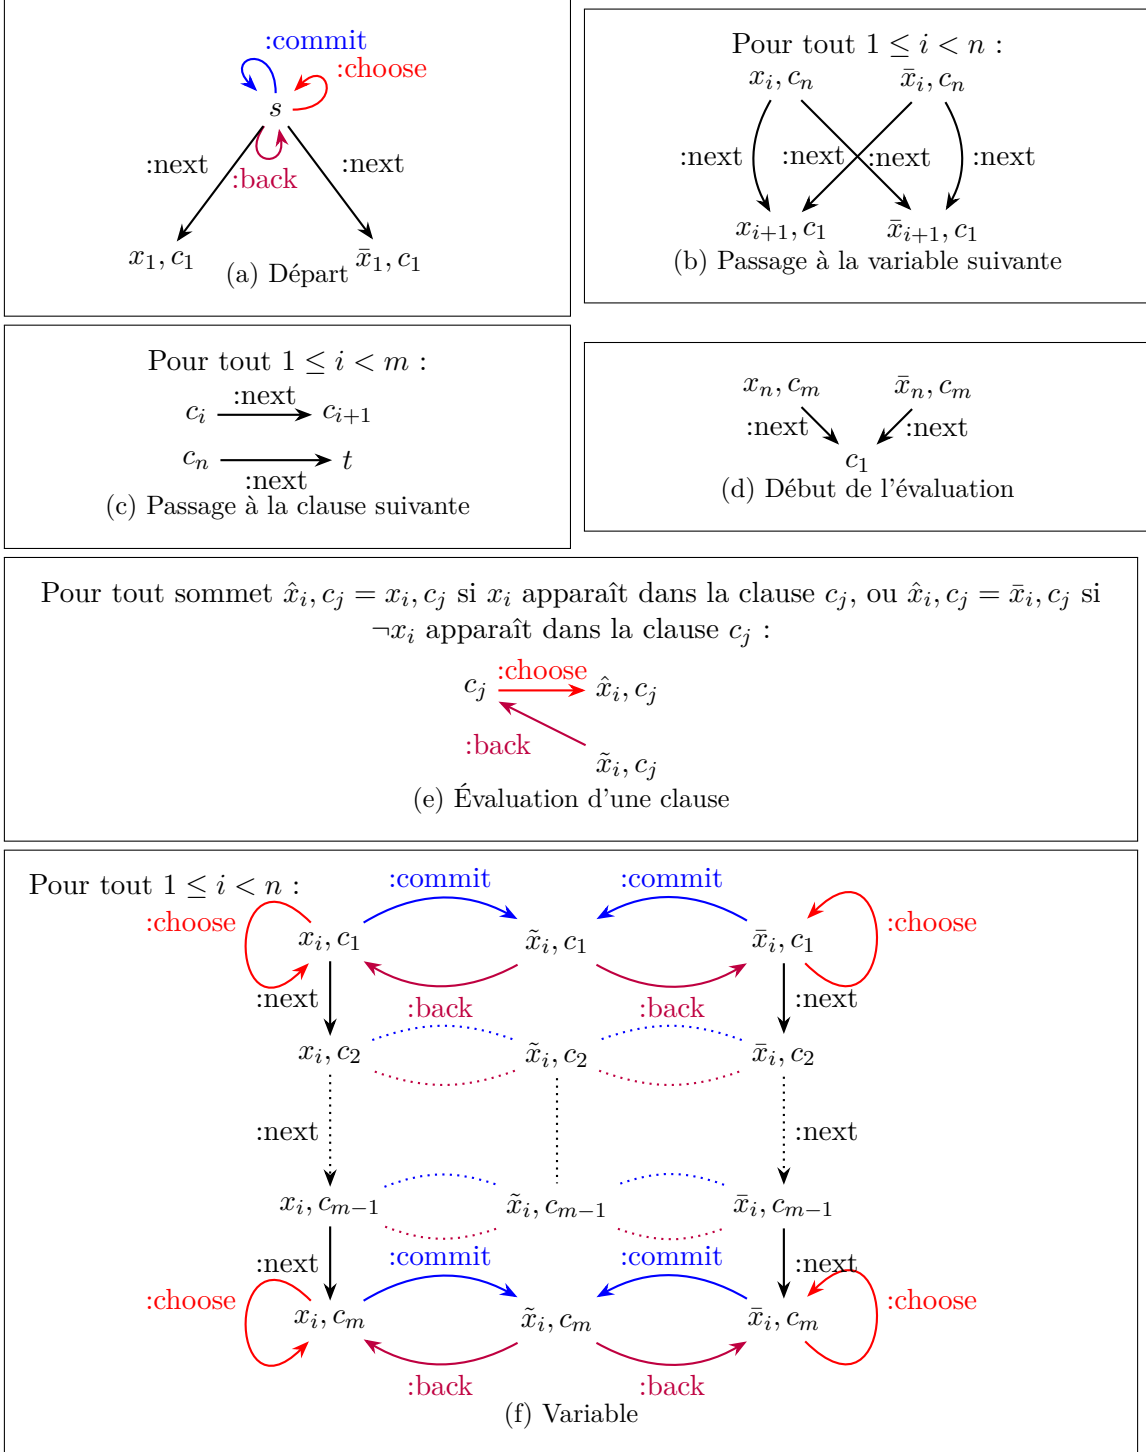 :commit
:choose
s
:next
:next
:back
x₁, c₁
x̄₁, c₁
(a) Départ
Pour tout 1 ≤ i < n :
xᵢ, cₙ
x̄ᵢ, cₙ
:next
:next
:next
:next
xᵢ₊₁, c₁
x̄ᵢ₊₁, c₁
(b) Passage à la variable suivante
Pour tout 1 ≤ i < m :
:next
cᵢ
cᵢ₊₁
cₙ
t
:next
(c) Passage à la clause suivante
xₙ, cₘ
x̄ₙ, cₘ
:next
:next
c₁
(d) Début de l'évaluation
Pour tout sommet x̂ᵢ, cⱼ = xᵢ, cⱼ si xᵢ apparaît dans la clause cⱼ, ou x̂ᵢ, cⱼ = x̄ᵢ, cⱼ si
¬xᵢ apparaît dans la clause cⱼ :
:choose
cⱼ
x̂ᵢ, cⱼ
:back
x̃ᵢ, cⱼ
(e) Évaluation d'une clause
Pour tout 1 ≤ i < n :
:commit
:commit
:choose
:choose
xᵢ, c₁
x̃ᵢ, c₁
x̄ᵢ, c₁
:next
:back
:back
:next
xᵢ, c₂
x̃ᵢ, c₂
x̄ᵢ, c₂
:next
:next
xᵢ, cₘ₋₁
x̃ᵢ, cₘ₋₁
x̄ᵢ, cₘ₋₁
:next
:commit
:commit
:next
:choose
:choose
xᵢ, cₘ
x̃ᵢ, cₘ
x̄ᵢ, cₘ
:back
:back
(f) Variable